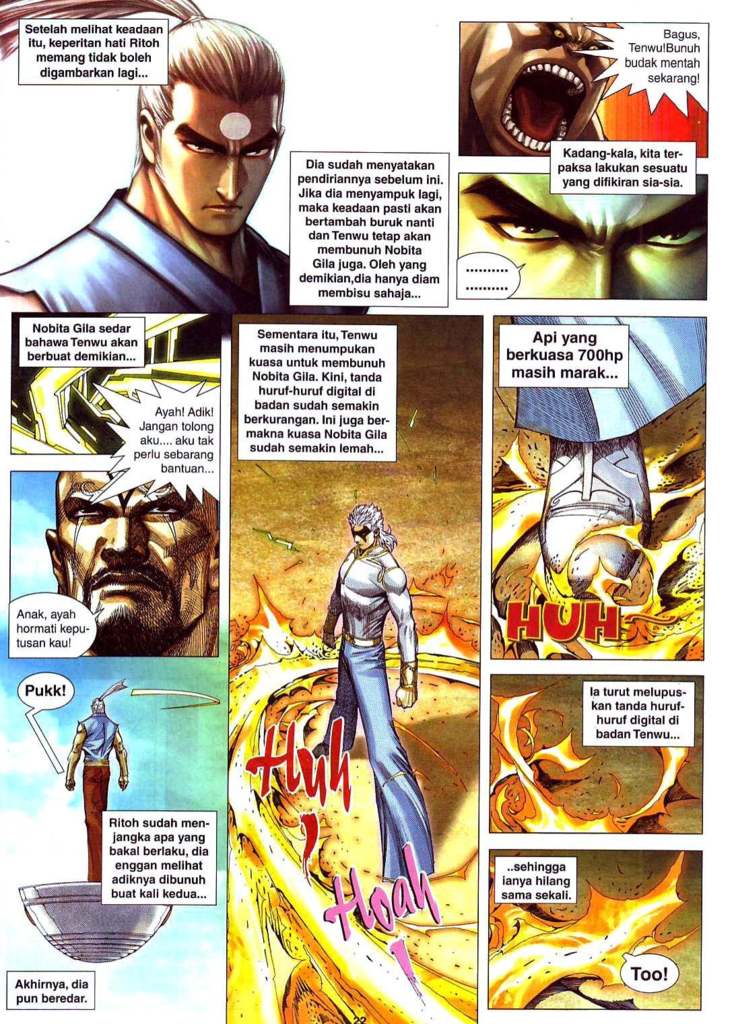 Setelah melihat keadaan
itu, keperitan hati Ritoh
memang tidak boleh
digambarkan lagi...
Dia sudah menyatakan
pendiriannya sebelum ini.
Jika dia menyampuk lagi,
maka keadaan pasti akan
bertambah buruk nanti
dan Tenwu tetap akan
membunuh Nobita
Gila juga. Oleh yang
demikian,dia hanya diam
membisu sahaja...
Bagus,
Tenwu!Bunuh
budak mentah
sekarang!
Kadang-kala, kita ter-
paksa lakukan sesuatu
yang difikiran sia-sia.
..........
..........
Nobita Gila sedar
bahawa Tenwu akan
berbuat demikian...
Ayah! Adik!
Jangan tolong
aku.... aku tak
perlu sebarang
bantuan...
Anak, ayah
hormati kepu-
tusan kau!
Pukk!
Ritoh sudah men-
jangka apa yang
bakal berlaku, dia
enggan melihat
adiknya dibunuh
buat kali kedua...
Akhirnya, dia
pun beredar.
Sementara itu, Tenwu
masih menumpukan
kuasa untuk membunuh
Nobita Gila. Kini, tanda
huruf-huruf digital di
badan sudah semakin
berkurangan. Ini juga ber-
makna kuasa Nobita Gila
sudah semakin lemah...
Huh
!
Hoah
!
22
Api yang
berkuasa 700hp
masih marak...
HUH
Ia turut melupus-
kan tanda huruf-
huruf digital di
badan Tenwu...
..sehingga
ianya hilang
sama sekali.
Too!